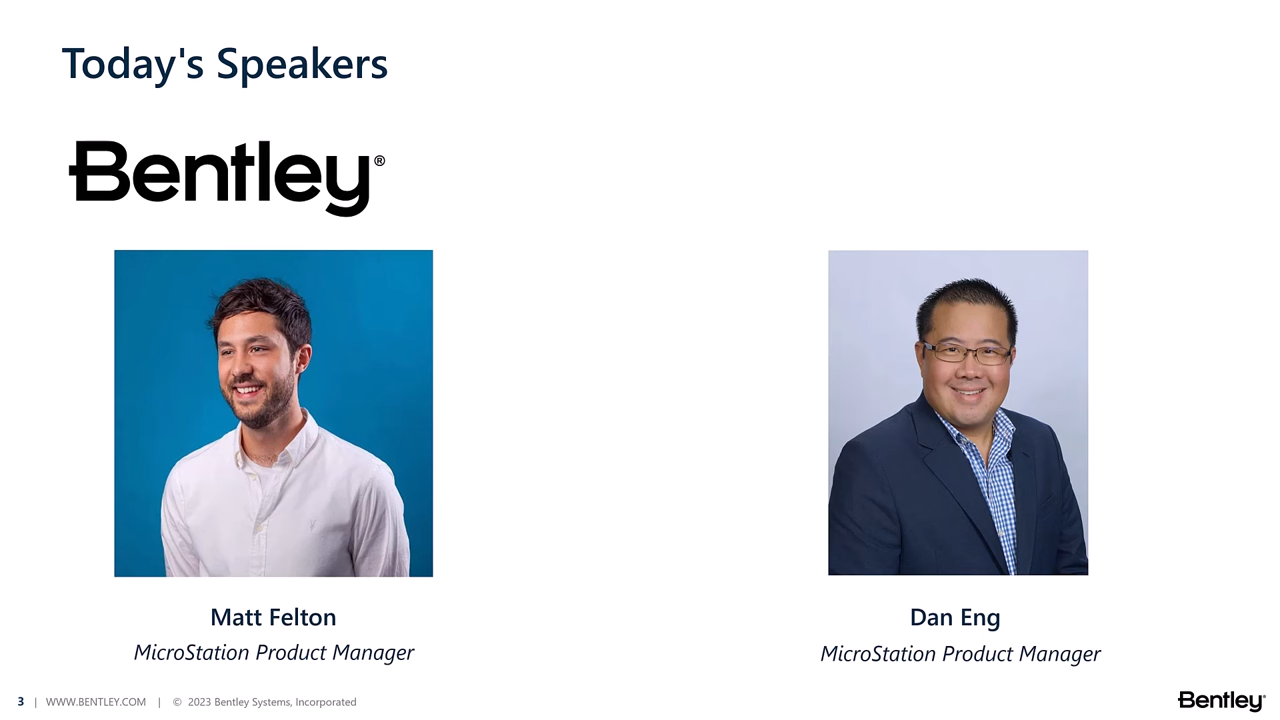 Today's Speakers
Bentley®
Matt Felton
MicroStation Product Manager
Dan Eng
MicroStation Product Manager
3 | WWW.BENTLEY.COM | © 2023 Bentley Systems, Incorporated
Bentley®